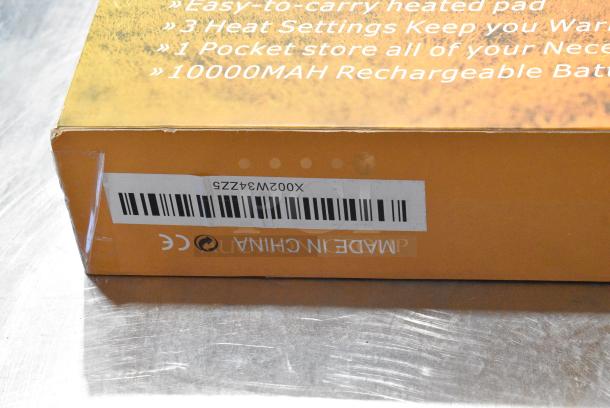 »Easy-to-carry heated pad
»3 Heat Settings Keep you War
»1 Pocket store all of your Nece
»10000MAH Rechargeable Batt
X002W34ZZ5
MADE IN CHINA
CE